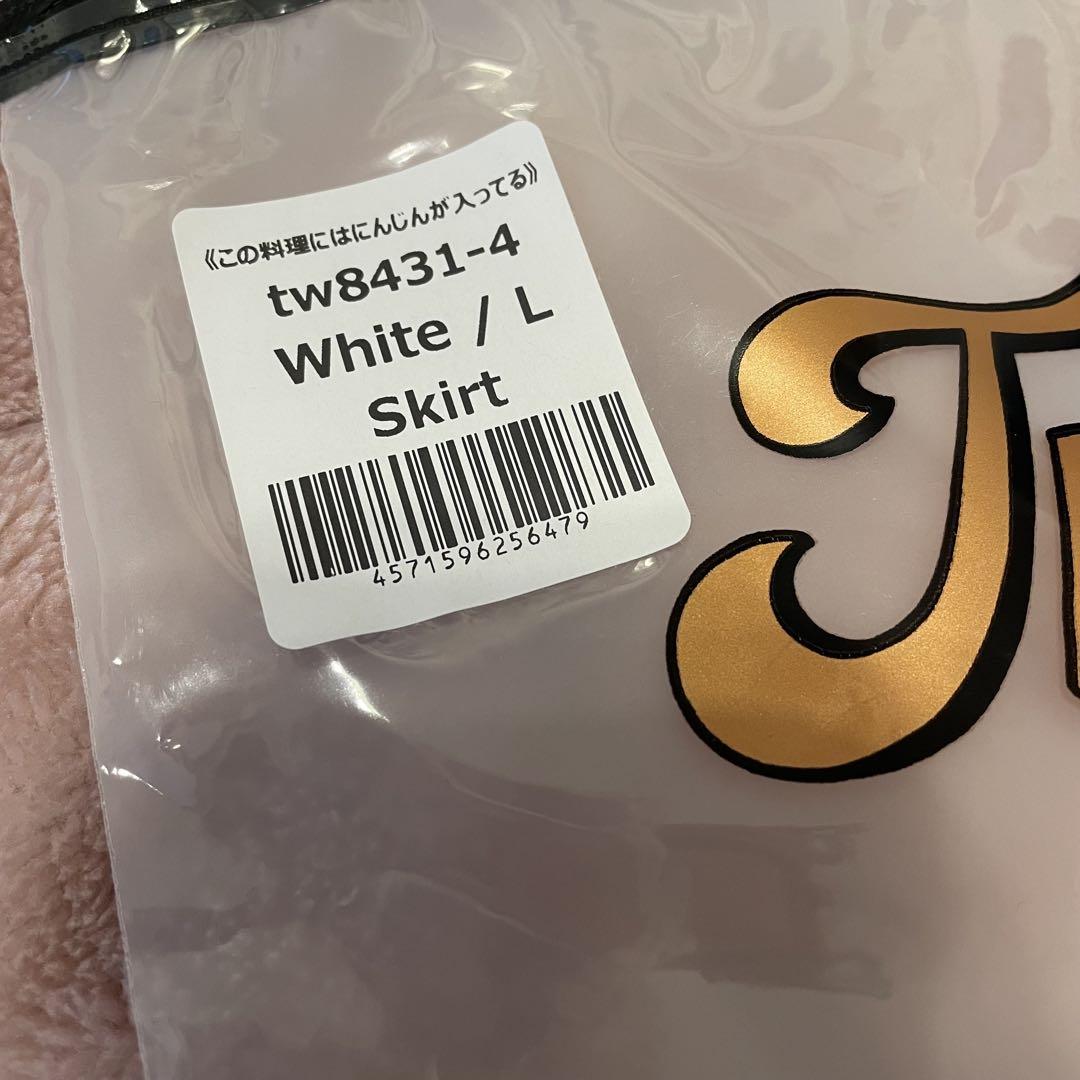 《この料理にはにんじんが入ってる》
tw8431-4
White / L
Skirt
4571596256479